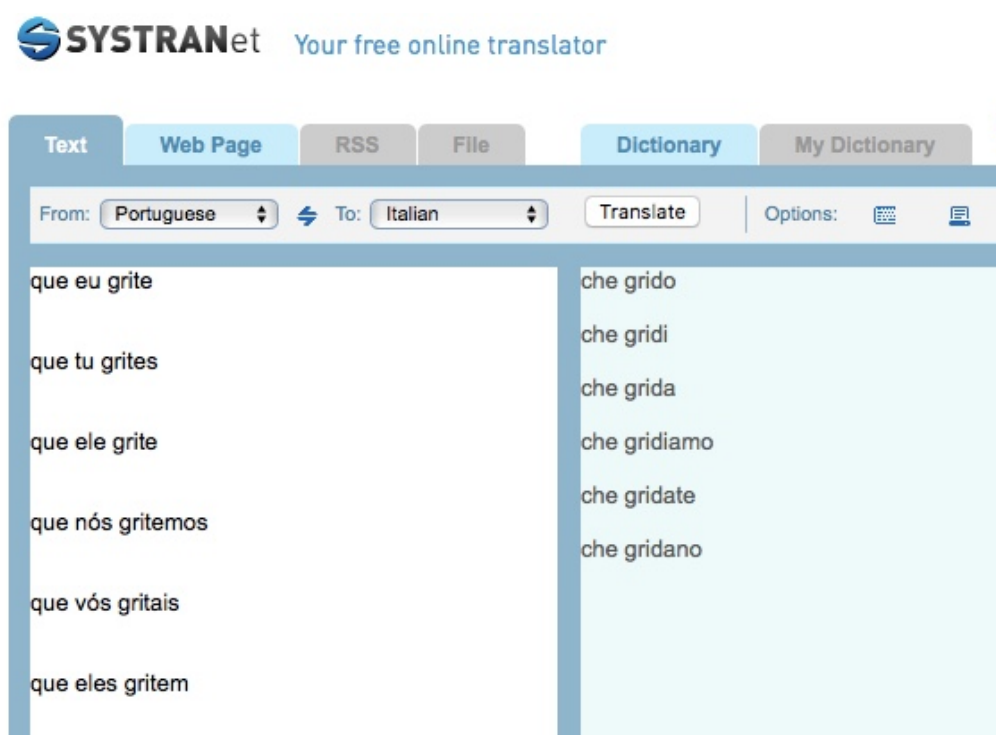 SYSTRANet Your free online translator
Text Web Page RSS File Dictionary My Dictionary
From: Portuguese To: Italian Translate Options:
que eu grite
que tu grites
que ele grite
que nós gritemos
que vós gritais
que eles gritem
che grido
che gridi
che grida
che gridiamo
che gridate
che gridano